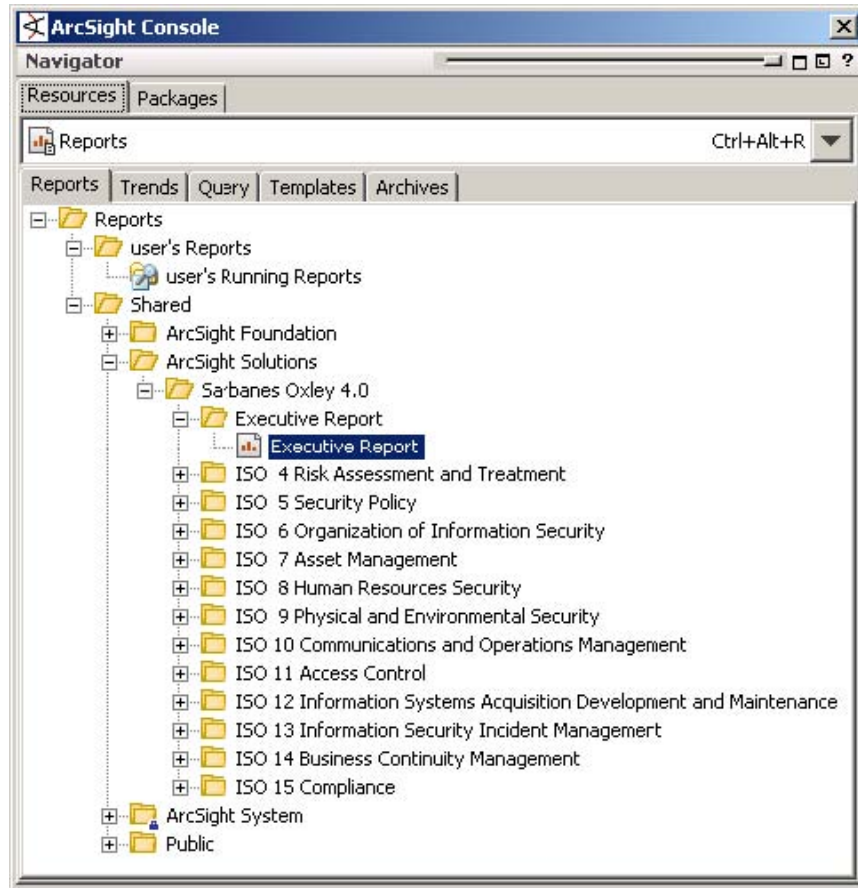 ArcSight Console
Navigator ?
Resources Packages
Reports Ctrl+Alt+R
Reports Trends Query Templates Archives
Reports
user's Reports
user's Running Reports
Shared
ArcSight Foundation
ArcSight Solutions
Sarbanes Oxley 4.0
Executive Report
Executive Report
ISO 4 Risk Assessment and Treatment
ISO 5 Security Policy
ISO 6 Organization of Information Security
ISO 7 Asset Management
ISO 8 Human Resources Security
ISO 9 Physical and Environmental Security
ISO 10 Communications and Operations Management
ISO 11 Access Control
ISO 12 Information Systems Acquisition Development and Maintenance
ISO 13 Information Security Incident Management
ISO 14 Business Continuity Management
ISO 15 Compliance
ArcSight System
Public